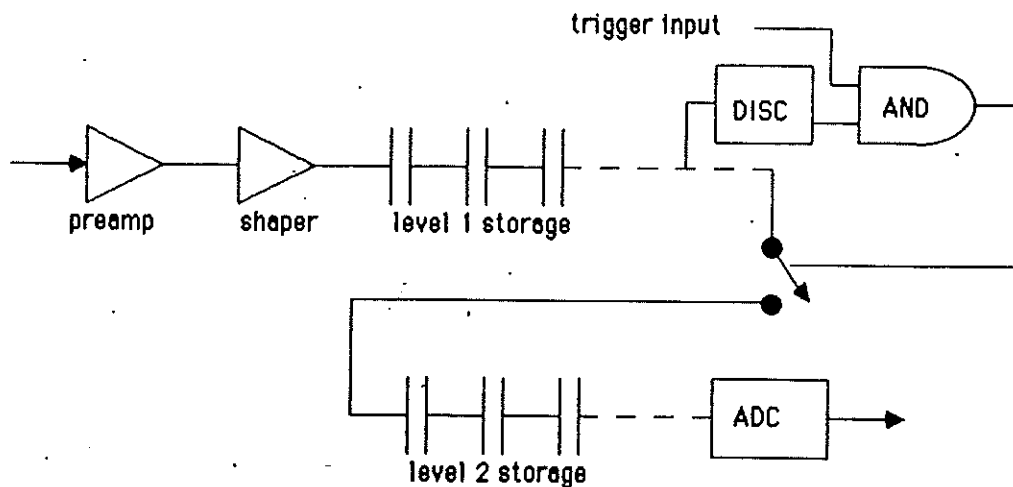 trigger input
DISC
AND
preamp
shaper
level 1 storage
ADC
level 2 storage